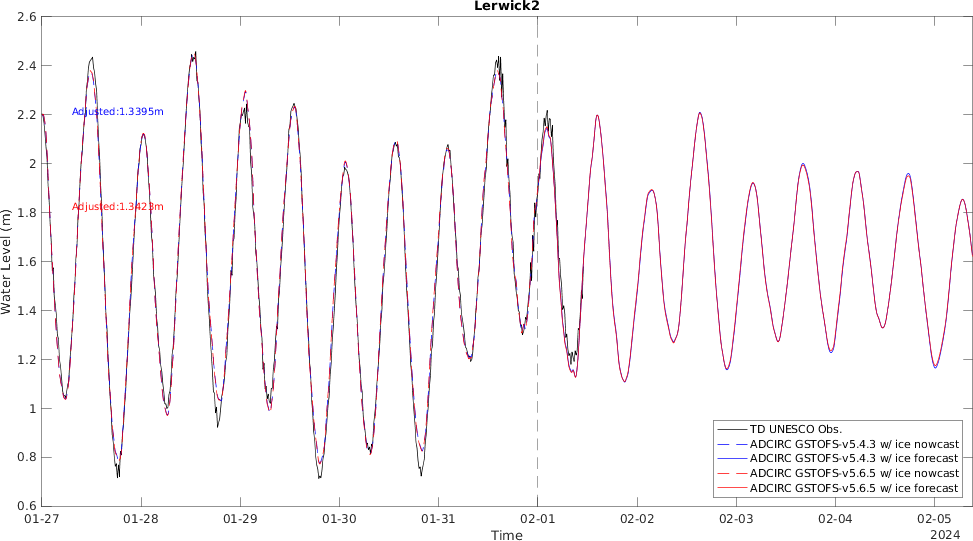 Lerwick2
2.6
2.4
2.2
2
1.8
1.6
1.4
1.2
1
0.8
0.6
Water Level (m)
Adjusted:1.3395m
Adjusted:1.3423m
TD UNESCO Obs.
ADCIRC GSTOFS-v5.4.3 w/ ice nowcast
ADCIRC GSTOFS-v5.4.3 w/ ice forecast
ADCIRC GSTOFS-v5.6.5 w/ ice nowcast
ADCIRC GSTOFS-v5.6.5 w/ ice forecast
01-27 01-28 01-29 01-30 01-31 02-01 02-02 02-03 02-04 02-05
2024
Time